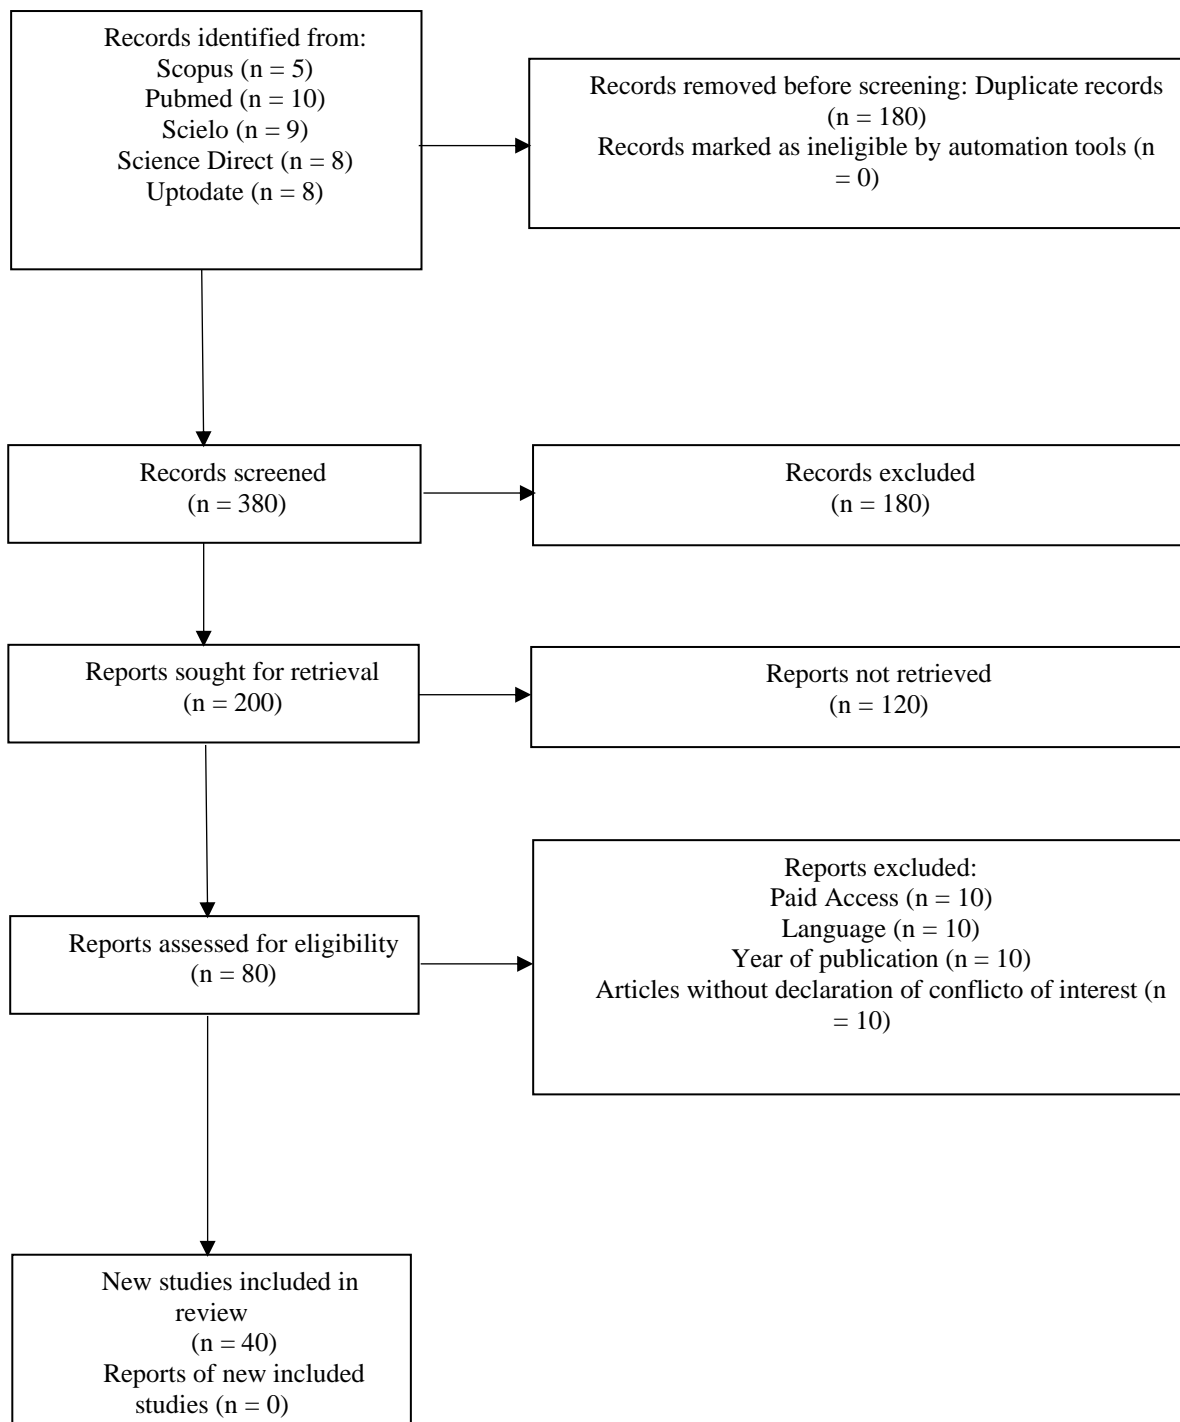 Records identified from:
Scopus (n = 5)
Pubmed (n = 10)
Scielo (n = 9)
Science Direct (n = 8)
Uptodate (n = 8)
Records removed before screening: Duplicate records
(n = 180)
Records marked as ineligible by automation tools (n
= 0)
Records screened
(n = 380)
Records excluded
(n = 180)
Reports sought for retrieval
(n = 200)
Reports not retrieved
(n = 120)
Reports assessed for eligibility
(n = 80)
Reports excluded:
Paid Access (n = 10)
Language (n = 10)
Year of publication (n = 10)
Articles without declaration of conflicto of interest (n
= 10)
New studies included in
review
(n = 40)
Reports of new included
studies (n = 0)